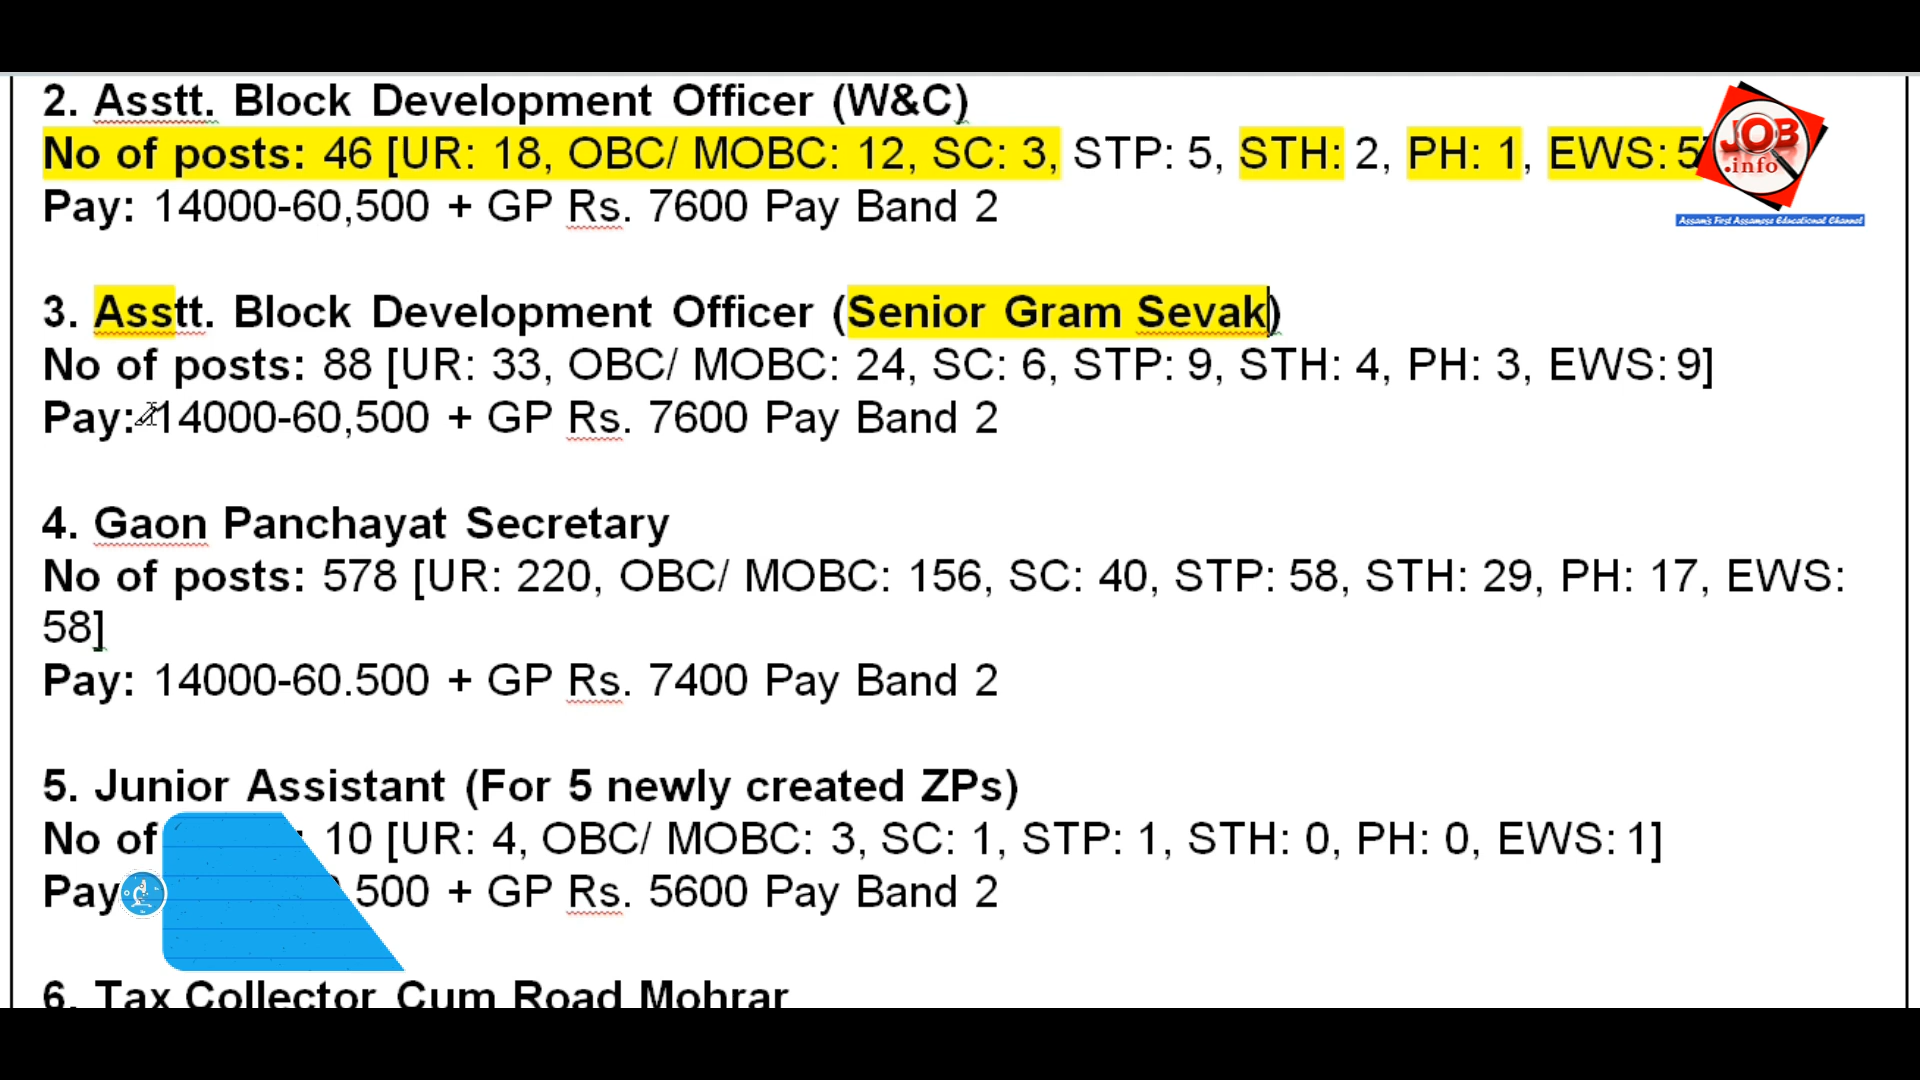 2. Asstt. Block Development Officer (W&C)
No of posts: 46 [UR: 18, OBC/ MOBC: 12, SC: 3, STP: 5, STH: 2, PH: 1, EWS: 5
JOB
.info
Assam's First Assamese Educational Channel
Pay: 14000-60,500 + GP Rs. 7600 Pay Band 2
3. Asstt. Block Development Officer (Senior Gram Sevak)
No of posts: 88 [UR: 33, OBC/ MOBC: 24, SC: 6, STP: 9, STH: 4, PH: 3, EWS: 9]
Pay: 14000-60,500 + GP Rs. 7600 Pay Band 2
4. Gaon Panchayat Secretary
No of posts: 578 [UR: 220, OBC/ MOBC: 156, SC: 40, STP: 58, STH: 29, PH: 17, EWS:
58]
Pay: 14000-60.500 + GP Rs. 7400 Pay Band 2
5. Junior Assistant (For 5 newly created ZPs)
No of : 10 [UR: 4, OBC/ MOBC: 3, SC: 1, STP: 1, STH: 0, PH: 0, EWS: 1]
Pay .500 + GP Rs. 5600 Pay Band 2
6. Tax Collector Cum Road Mohrar